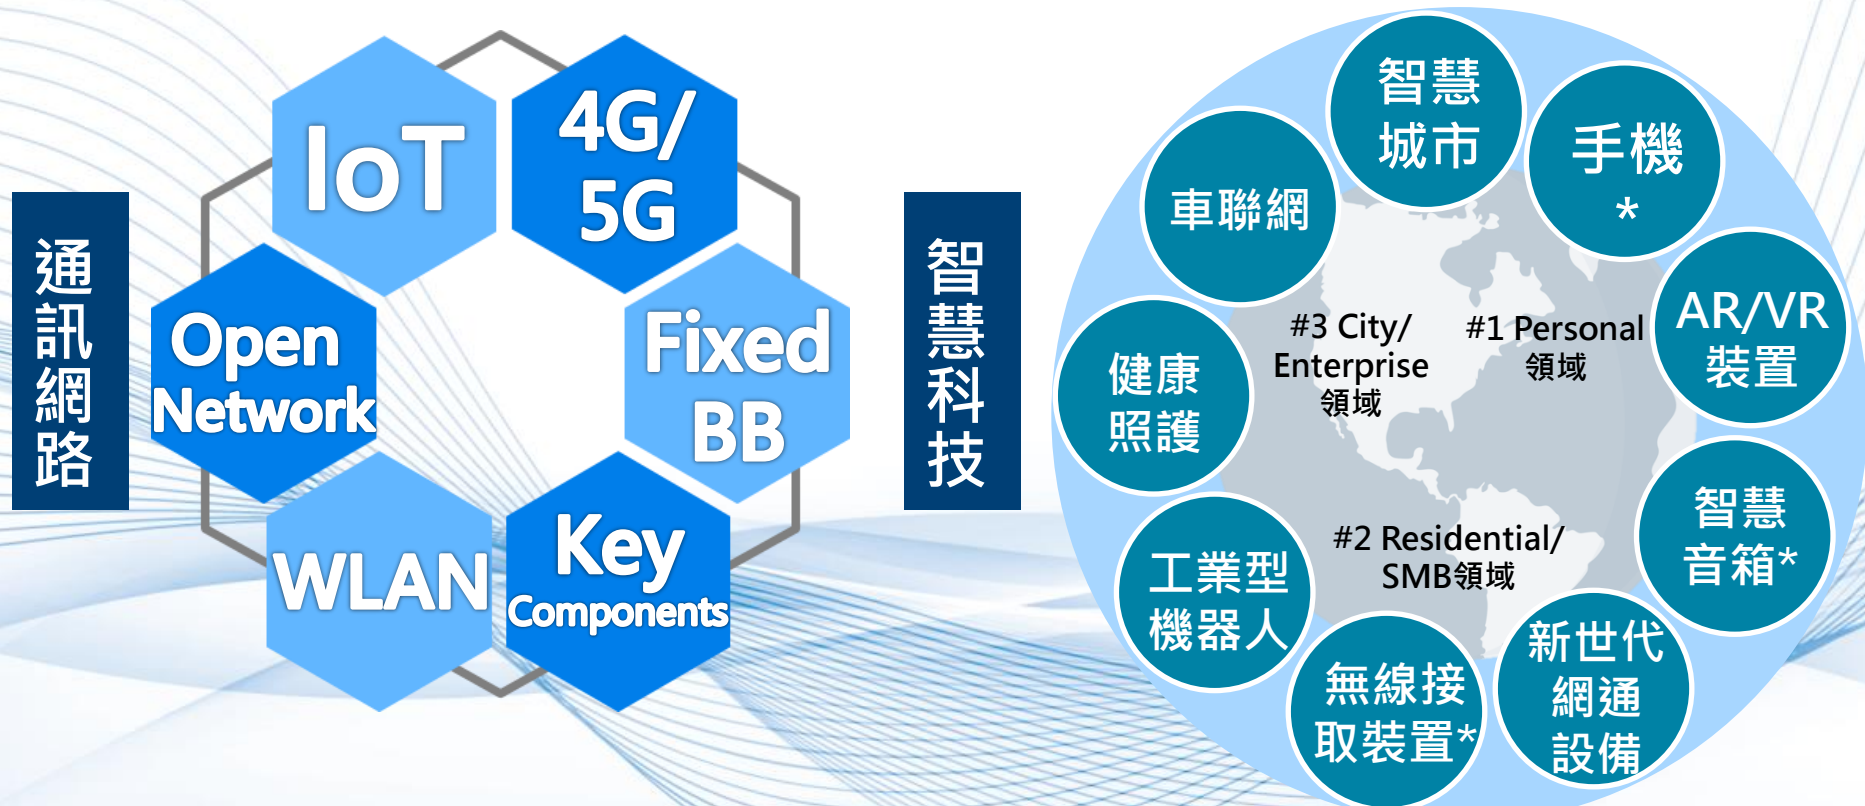 通訊網路
IoT
4G/
5G
Open
Network
Fixed
BB
WLAN
Key
Components
智慧科技
智慧
城市
手機
*
車聯網
AR/VR
裝置
#3 City/
Enterprise
領域
#1 Personal
領域
健康
照護
智慧
音箱*
#2 Residential/
SMB領域
工業型
機器人
新世代
網通
設備
無線接
取裝置*